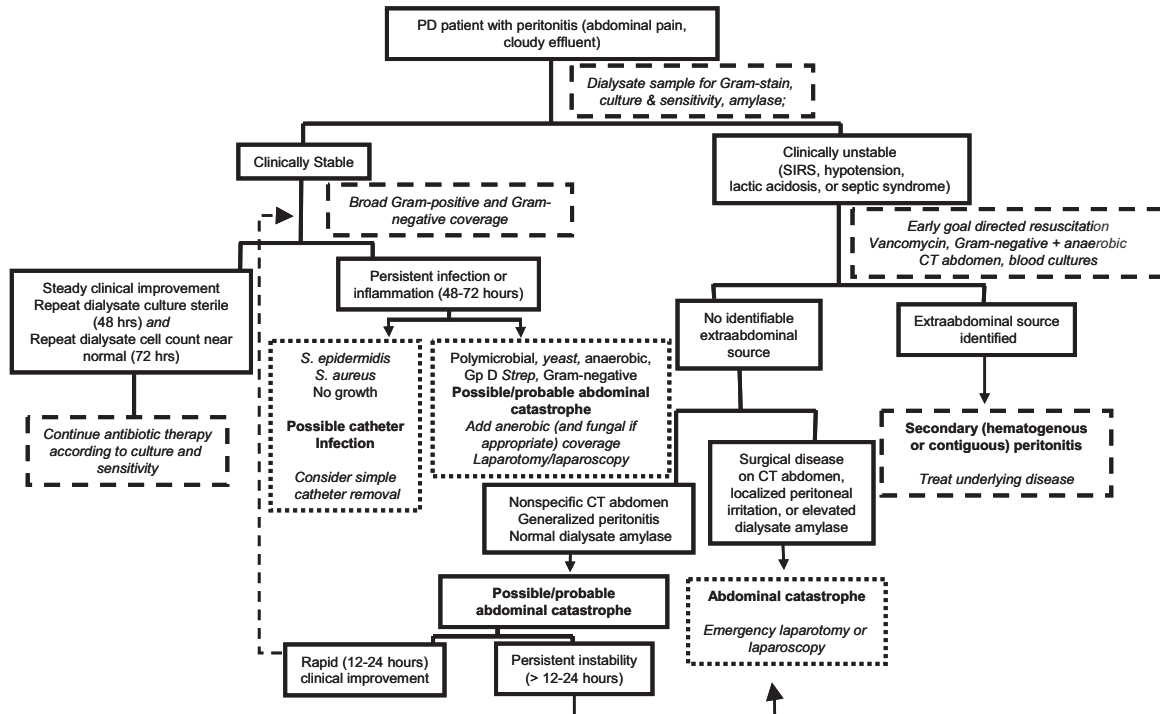 PD patient with peritonitis (abdominal pain,
cloudy effluent)
Dialysate sample for Gram-stain,
culture & sensitivity, amylase;
Clinically Stable
Clinically unstable
(SIRS, hypotension,
lactic acidosis, or septic syndrome)
Broad Gram-positive and Gram-
negative coverage
Early goal directed resuscitation
Vancomycin, Gram-negative + anaerobic
CT abdomen, blood cultures
Steady clinical improvement
Repeat dialysate culture sterile
(48 hrs) and
Repeat dialysate cell count near
normal (72 hrs)
Persistent infection or
inflammation (48-72 hours)
No identifiable
extraabdominal
source
Extraabdominal source
identified
Continue antibiotic therapy
according to culture and
sensitivity
S. epidermidis
S. aureus
No growth
Possible catheter
Infection
Consider simple
catheter removal
Polymicrobial, yeast, anaerobic,
Gp D Strep, Gram-negative
Possible/probable abdominal
catastrophe
Add anerobic (and fungal if
appropriate) coverage
Laparotomy/laparoscopy
Secondary (hematogenous
or contiguous) peritonitis
Treat underlying disease
Nonspecific CT abdomen
Generalized peritonitis
Normal dialysate amylase
Surgical disease
on CT abdomen,
localized peritoneal
irritation, or elevated
dialysate amylase
Possible/probable
abdominal catastrophe
Abdominal catastrophe
Emergency laparotomy or
laparoscopy
Rapid (12-24 hours)
clinical improvement
Persistent instability
(> 12-24 hours)